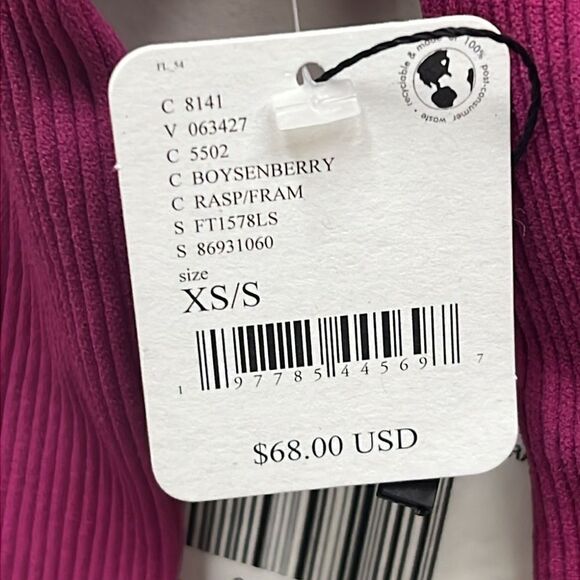 FL_54
recyclable & made of 100% post-consumer waste
C 8141
V 063427
C 5502
C BOYSENBERRY
C RASP/FRAM
S FT1578LS
S 86931060
size
XS/S
1 97785 44569 7
$68.00 USD